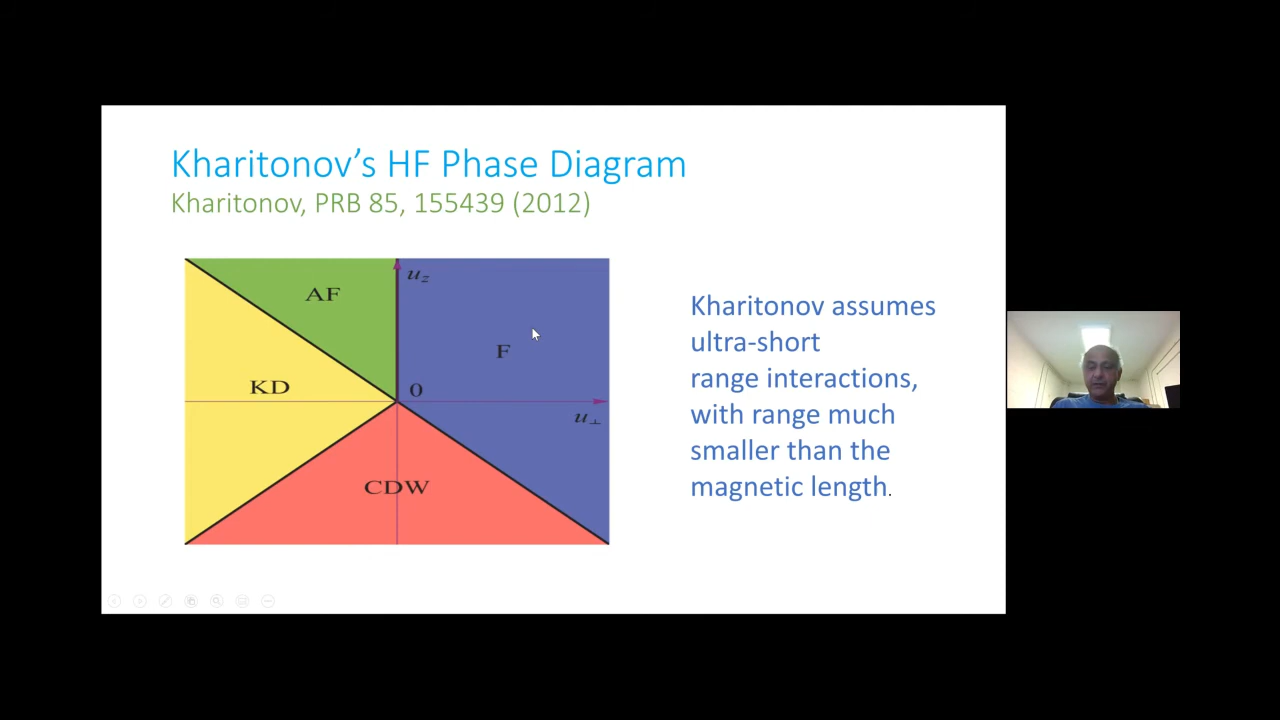 Kharitonov’s HF Phase Diagram
Kharitonov, PRB 85, 155439 (2012)
AF
u_z
F
KD
0
u_⊥
CDW
Kharitonov assumes
ultra-short
range interactions,
with range much
smaller than the
magnetic length.